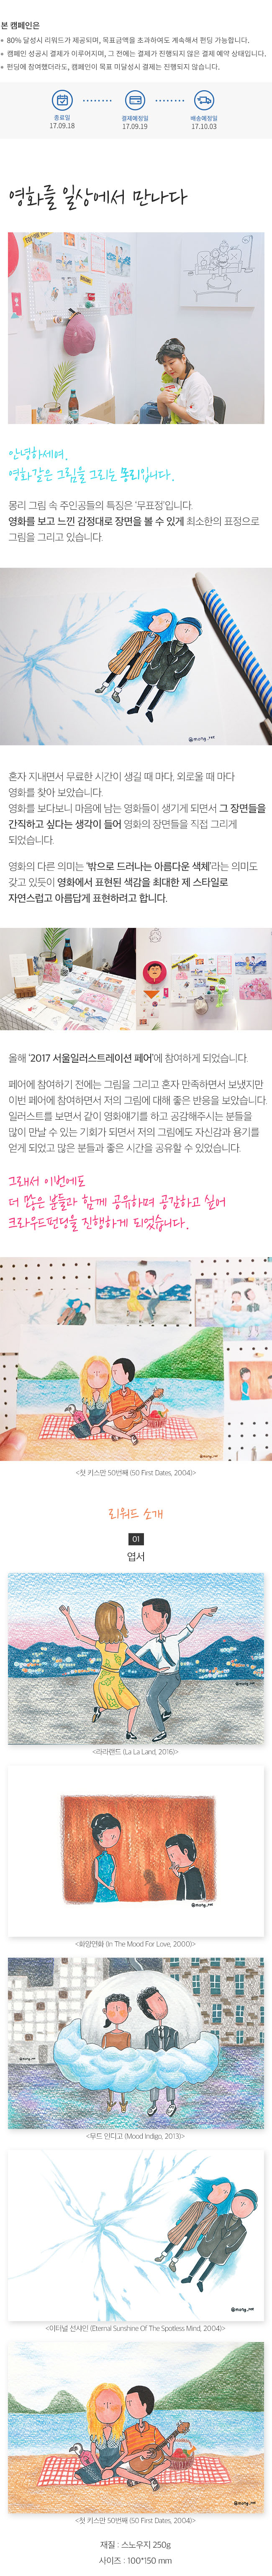 본 캠페인은
+ 80% 달성시 리워드가 제공되며, 목표금액을 초과하여도 계속해서 펀딩 가능합니다.
+ 캠페인 성공시 결제가 이루어지며, 그 전에는 결제가 진행되지 않은 결제 예약 상태입니다.
+ 펀딩에 참여했더라도, 캠페인이 목표 미달성시 결제는 진행되지 않습니다.
종료일 결제예정일 배송예정일
17.09.18 17.09.19 17.10.03
영화를 일상에서 만나다
안녕하세여.
영화같은 그림을 그리는 몽리입니다.
몽리 그림 속 주인공들의 특징은 '무표정'입니다.
영화를 보고 느낀 감정대로 장면을 볼 수 있게 최소한의 표정으로
그림을 그리고 있습니다.
@mong_ree
혼자 지내면서 무료한 시간이 생길 때 마다, 외로울 때 마다
영화를 찾아 보았습니다.
영화를 보다보니 마음에 남는 영화들이 생기게 되면서 그 장면들을
간직하고 싶다는 생각이 들어 영화의 장면들을 직접 그리게
되었습니다.
영화의 다른 의미는 '밖으로 드러나는 아름다운 색채'라는 의미도
갖고 있듯이 영화에서 표현된 색감을 최대한 제 스타일로
자연스럽고 아름답게 표현하려고 합니다.
올해 '2017 서울일러스트레이션 페어'에 참여하게 되었습니다.
페어에 참여하기 전에는 그림을 그리고 혼자 만족하면서 보냈지만
이번 페어에 참여하면서 저의 그림에 대해 좋은 반응을 보았습니다.
일러스트를 보면서 같이 영화얘기를 하고 공감해주시는 분들을
많이 만날 수 있는 기회가 되면서 저의 그림에도 자신감과 용기를
얻게 되었고 많은 분들과 좋은 시간을 공유할 수 있었습니다.
그래서 이번에도
더 많은 분들과 함께 공유하며 공감하고 싶어
크라우드펀딩을 진행하게 되었습니다.
<첫 키스만 50번째 (50 First Dates, 2004)>
리워드 소개
01
엽서
<라라랜드 (La La Land, 2016)>
<화양연화 (In The Mood For Love, 2000)>
<무드 인디고 (Mood Indigo, 2013)>
<이터널 선샤인 (Eternal Sunshine Of The Spotless Mind, 2004)>
<첫 키스만 50번째 (50 First Dates, 2004)>
재질 : 스노우지 250g
사이즈 : 100*150 mm